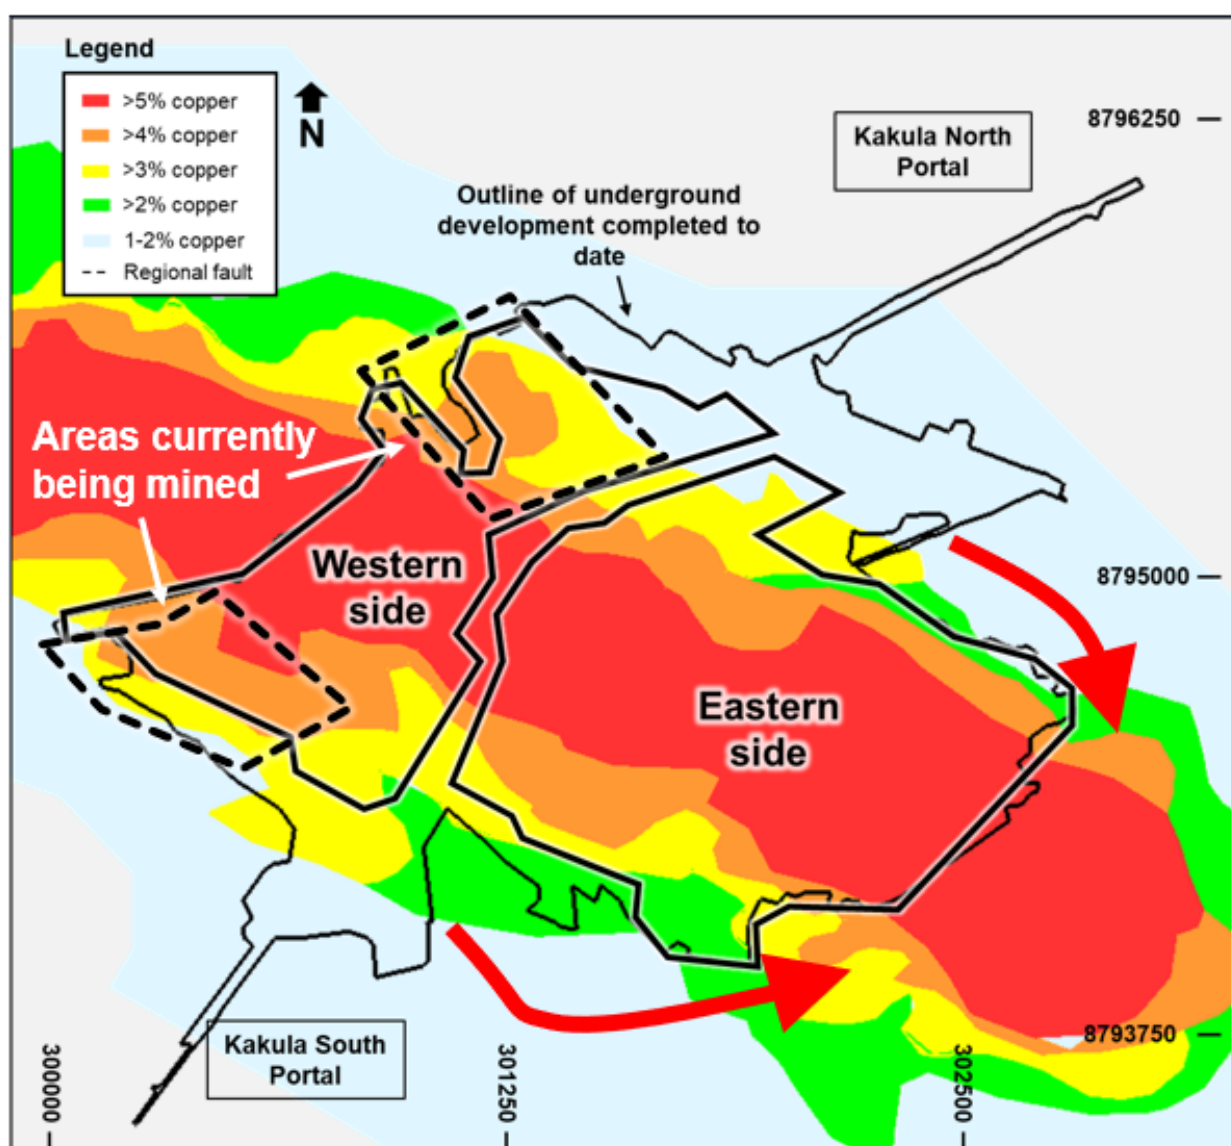 Legend
>5% copper
>4% copper
>3% copper
>2% copper
1-2% copper
Regional fault
N
Kakula North
Portal
8796250
Outline of underground
development completed to
date
Areas currently
being mined
Western
side
8795000
Eastern
side
Kakula South
Portal
8793750
300000
301250
302500